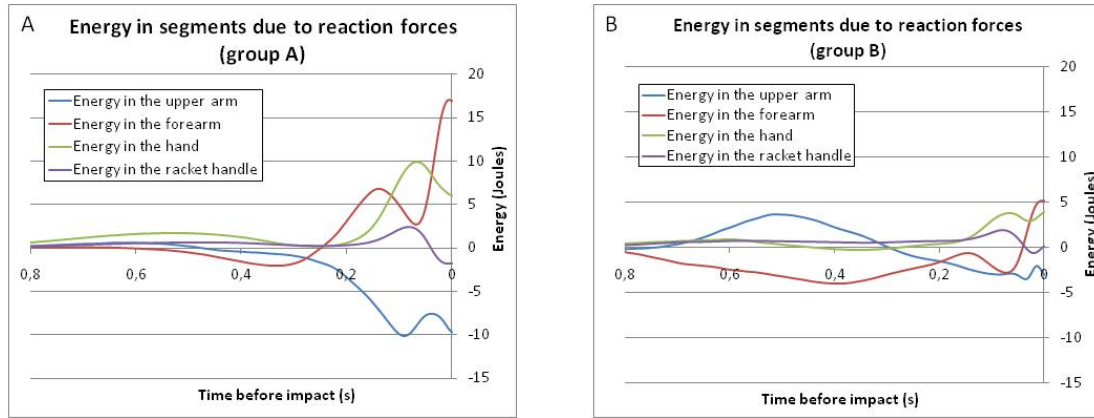 A
Energy in segments due to reaction forces
(group A)
Energy in the upper arm
Energy in the forearm
Energy in the hand
Energy in the racket handle
20
15
10
5
0
-5
-10
-15
Energy (Joules)
0,8
0,6
0,4
0,2
0
Time before impact (s)
B
Energy in segments due to reaction forces
(group B)
Energy in the upper arm
Energy in the forearm
Energy in the hand
Energy in the racket handle
20
15
10
5
0
-5
-10
-15
Energy (Joules)
0,8
0,6
0,4
0,2
0
Time before impact (s)